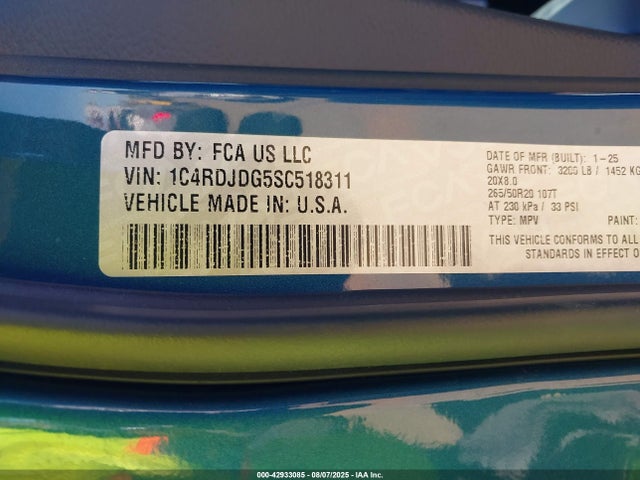 MFD BY: FCA US LLC
VIN: 1C4RDJDG5SC518311
VEHICLE MADE IN: U.S.A.
DATE OF MFR (BUILT): 1-25
GAWR FRONT: 3200 LB / 1452 KG
20X8.0
265/50R20 107T
AT 230 kPa / 33 PSI
TYPE: MPV PAINT:
THIS VEHICLE CONFORMS TO AL
STANDARDS IN EFFECT O
000-42933085 - 08/07/2025 - IAA Inc.